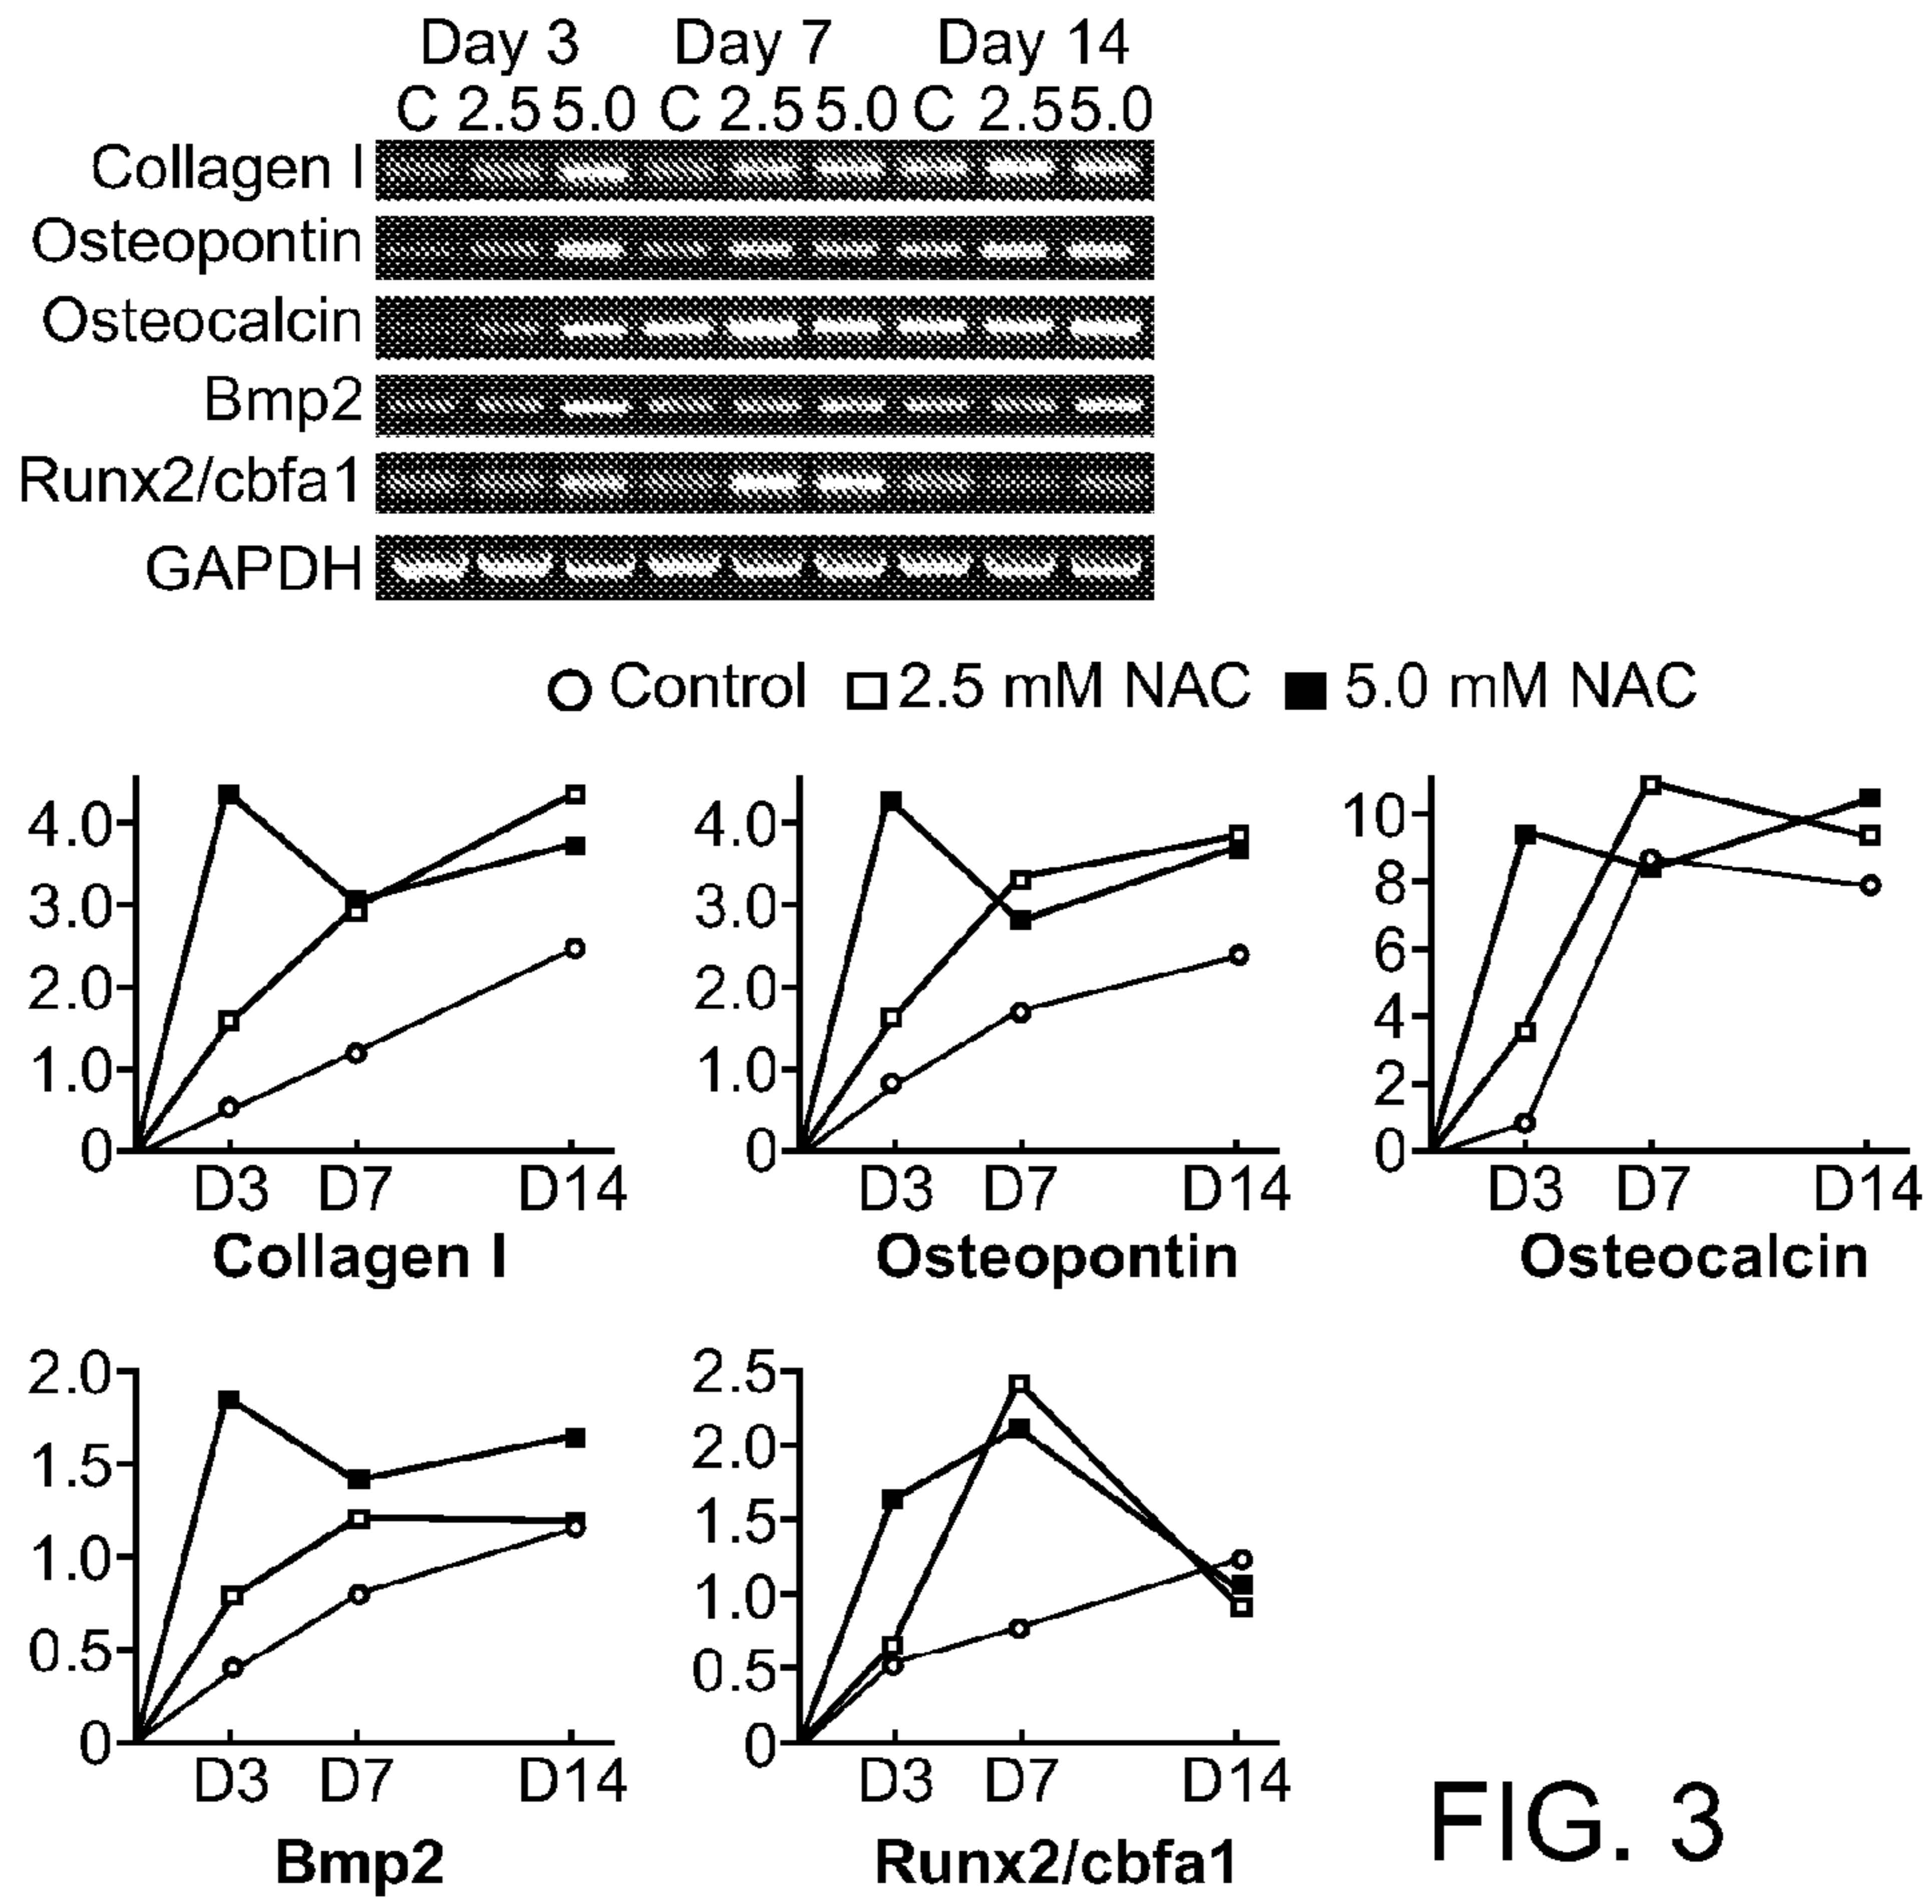 Day 3 Day 7 Day 14
C 2.5 5.0 C 2.5 5.0 C 2.5 5.0
Collagen I
Osteopontin
Osteocalcin
Bmp2
Runx2/cbfa1
GAPDH
Control 2.5 mM NAC 5.0 mM NAC
4.0
3.0
2.0
1.0
0
D3 D7 D14
Collagen I
4.0
3.0
2.0
1.0
0
D3 D7 D14
Osteopontin
10
8
6
4
2
0
D3 D7 D14
Osteocalcin
2.0
1.5
1.0
0.5
0
D3 D7 D14
Bmp2
2.5
2.0
1.5
1.0
0.5
0
D3 D7 D14
Runx2/cbfa1
FIG. 3